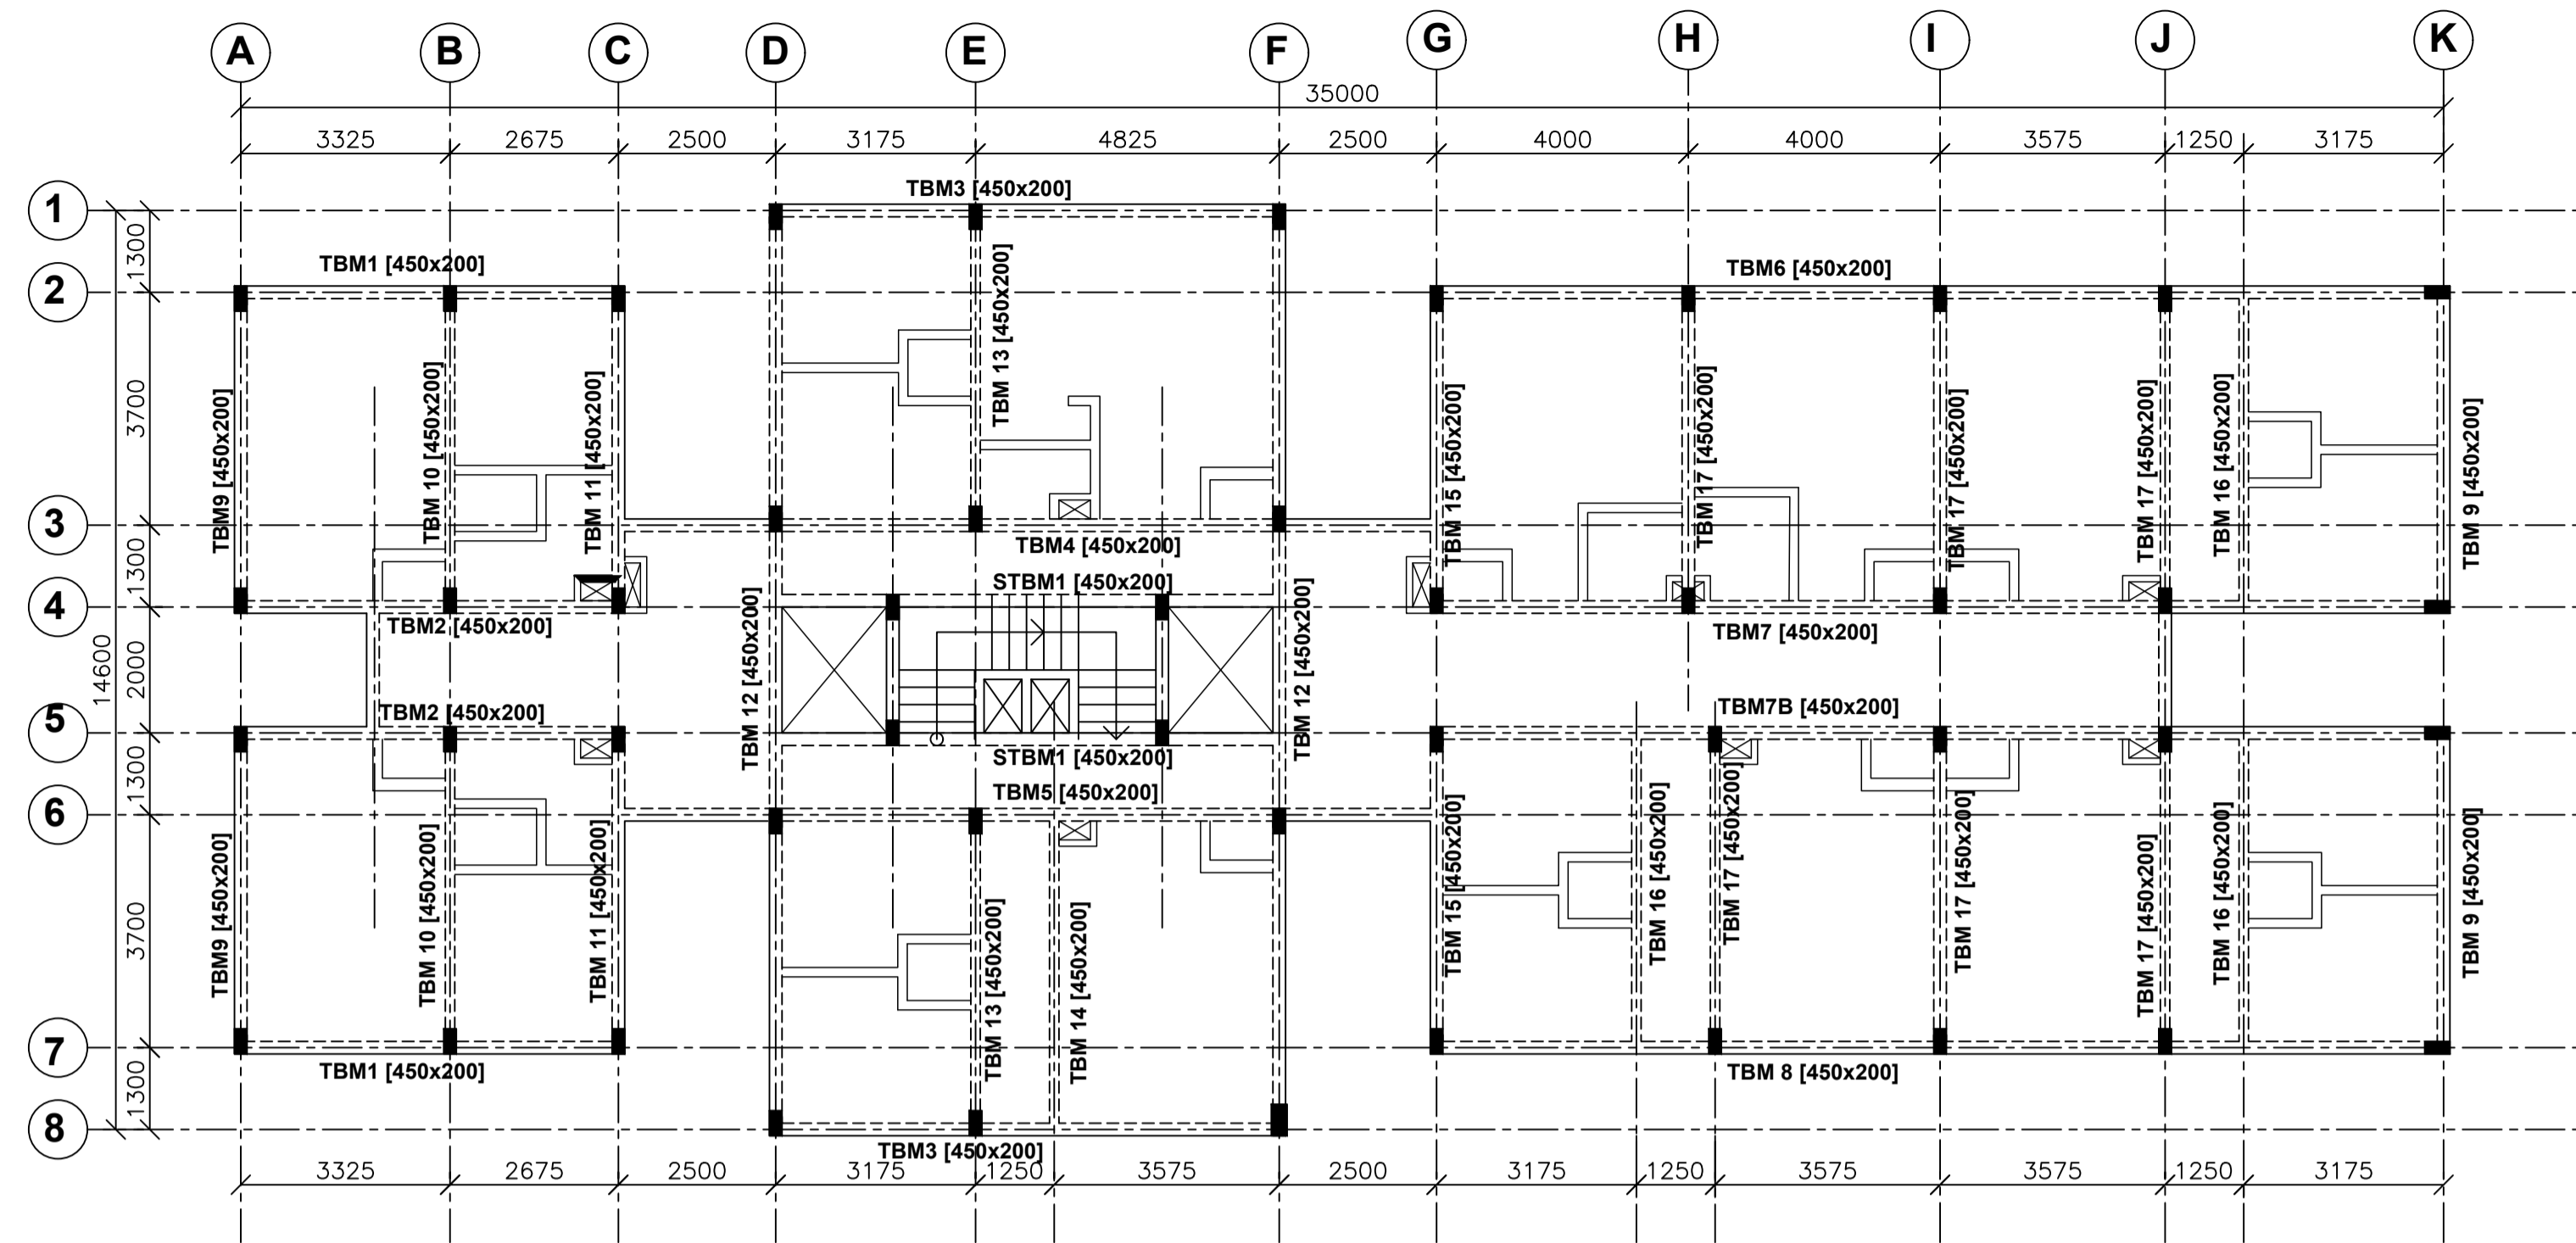 A B C D E F G H I J K
35000
3325 2675 2500 3175 4825 2500 4000 4000 3575 1250 3175
1
TBM3 [450x200]
1300
2
TBM1 [450x200]
TBM6 [450x200]
3700
TBM9 [450x200]
TBM 10 [450x200]
TBM 11 [450x200]
TBM 13 [450x200]
TBM 15 [450x200]
TBM 17 [450x200]
TBM 17 [450x200]
TBM 17 [450x200]
TBM 16 [450x200]
TBM 9 [450x200]
3
TBM4 [450x200]
1300
STBM1 [450x200]
4
TBM2 [450x200]
TBM7 [450x200]
14600
2000
TBM 12 [450x200]
TBM 12 [450x200]
5
TBM2 [450x200]
TBM7B [450x200]
STBM1 [450x200]
1300
TBM5 [450x200]
6
3700
TBM9 [450x200]
TBM 10 [450x200]
TBM 11 [450x200]
TBM 13 [450x200]
TBM 14 [450x200]
TBM 15 [450x200]
TBM 16 [450x200]
TBM 17 [450x200]
TBM 17 [450x200]
TBM 17 [450x200]
TBM 16 [450x200]
TBM 9 [450x200]
7
TBM1 [450x200]
TBM 8 [450x200]
1300
8
TBM3 [450x200]
3325 2675 2500 3175 1250 3575 2500 3175 1250 3575 3575 1250 3175